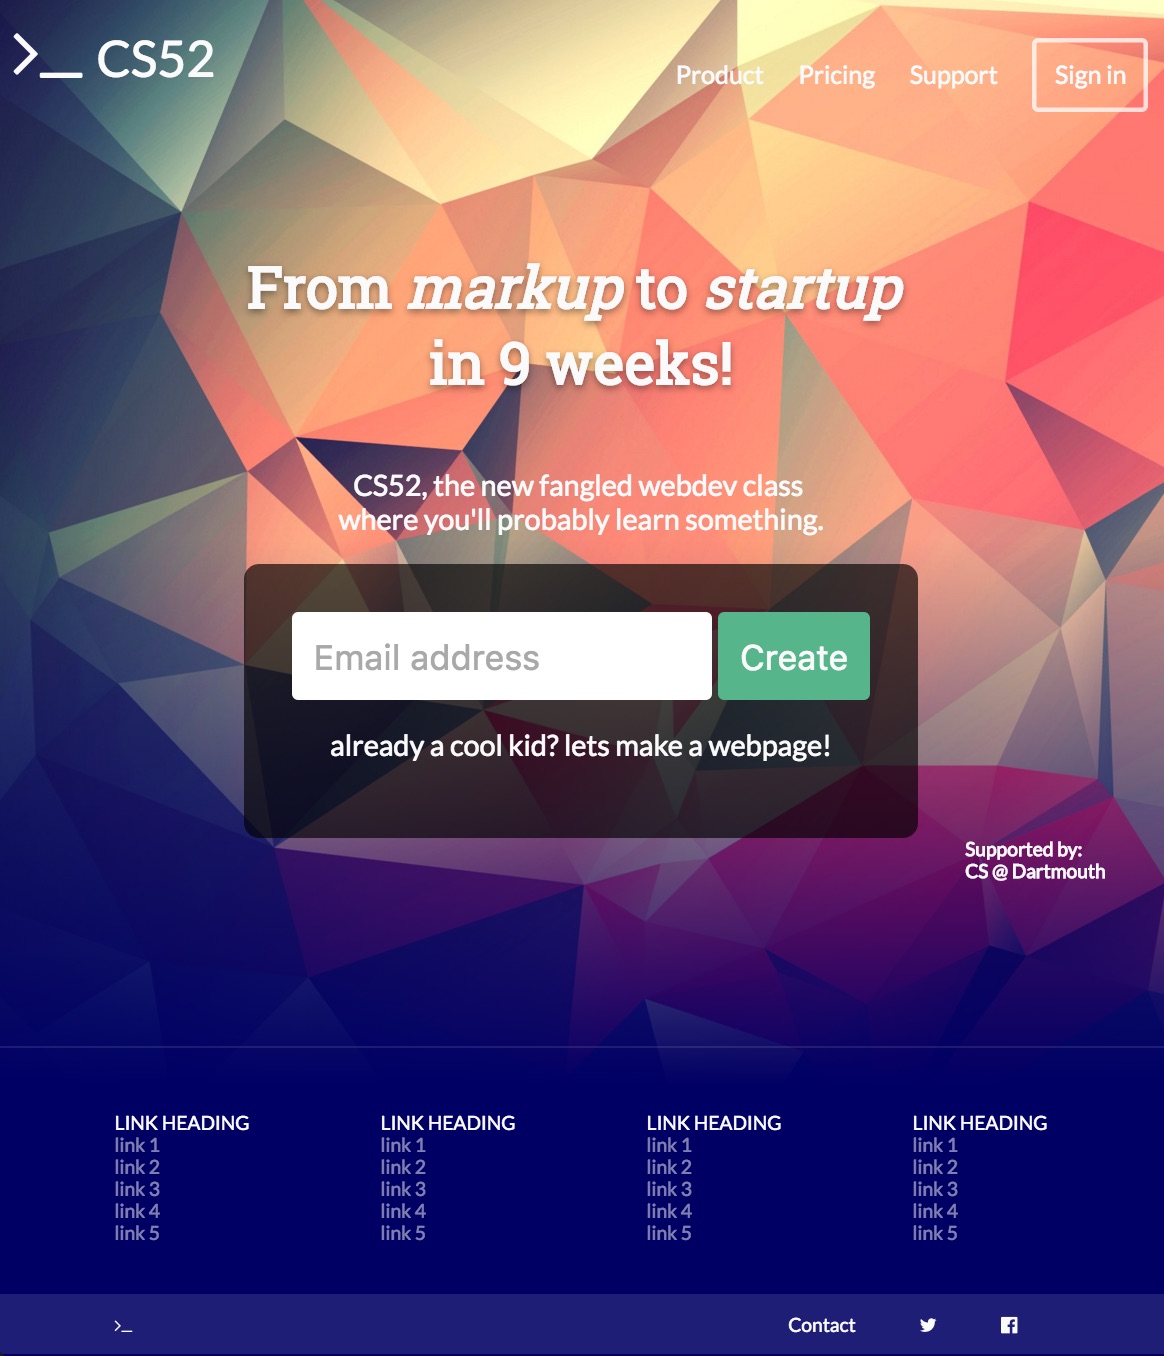 >_ CS52
Product Pricing Support Sign in
From markup to startup
in 9 weeks!
CS52, the new fangled webdev class
where you'll probably learn something.
Email address Create
already a cool kid? lets make a webpage!
Supported by:
CS @ Dartmouth
LINK HEADING
link 1
link 2
link 3
link 4
link 5
LINK HEADING
link 1
link 2
link 3
link 4
link 5
LINK HEADING
link 1
link 2
link 3
link 4
link 5
LINK HEADING
link 1
link 2
link 3
link 4
link 5
>_ Contact